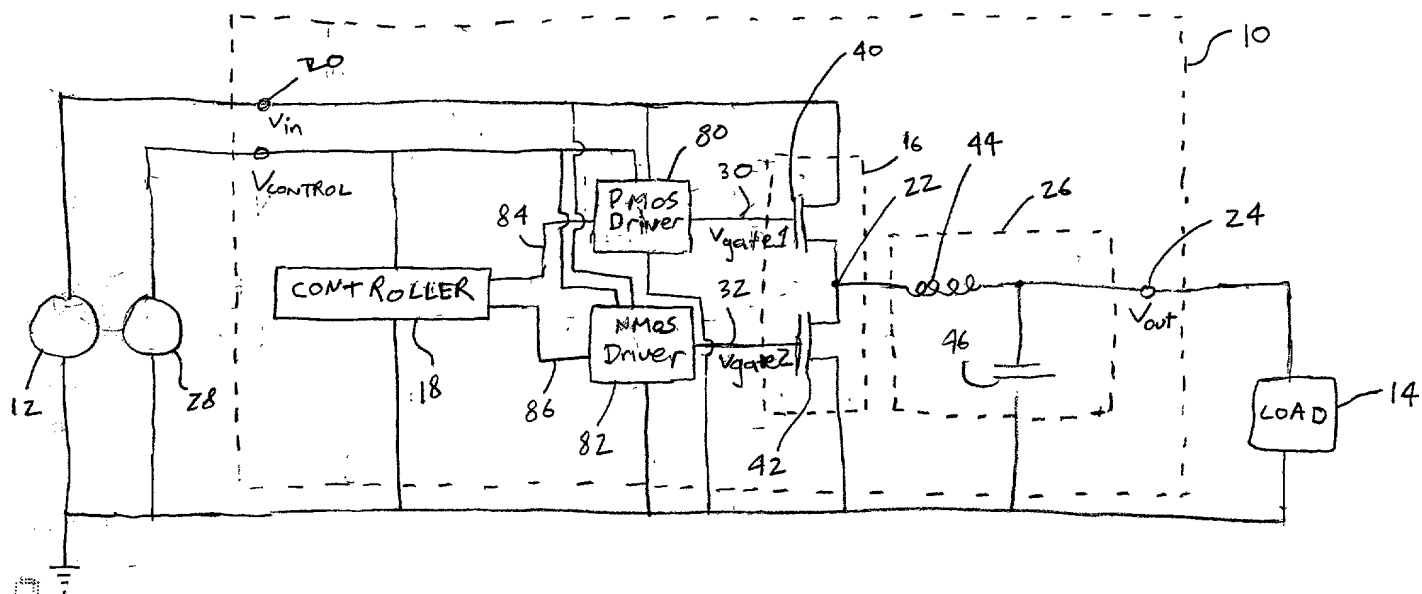 10
40
20
Vin
80
16
44
VCONTROL
30
22
26
PMOS
Driver
24
84
Vgate1
CONTROLLER
32
Vout
NMOS
Driver
Vgate2
46
12
28
18
86
82
42
LOAD
14